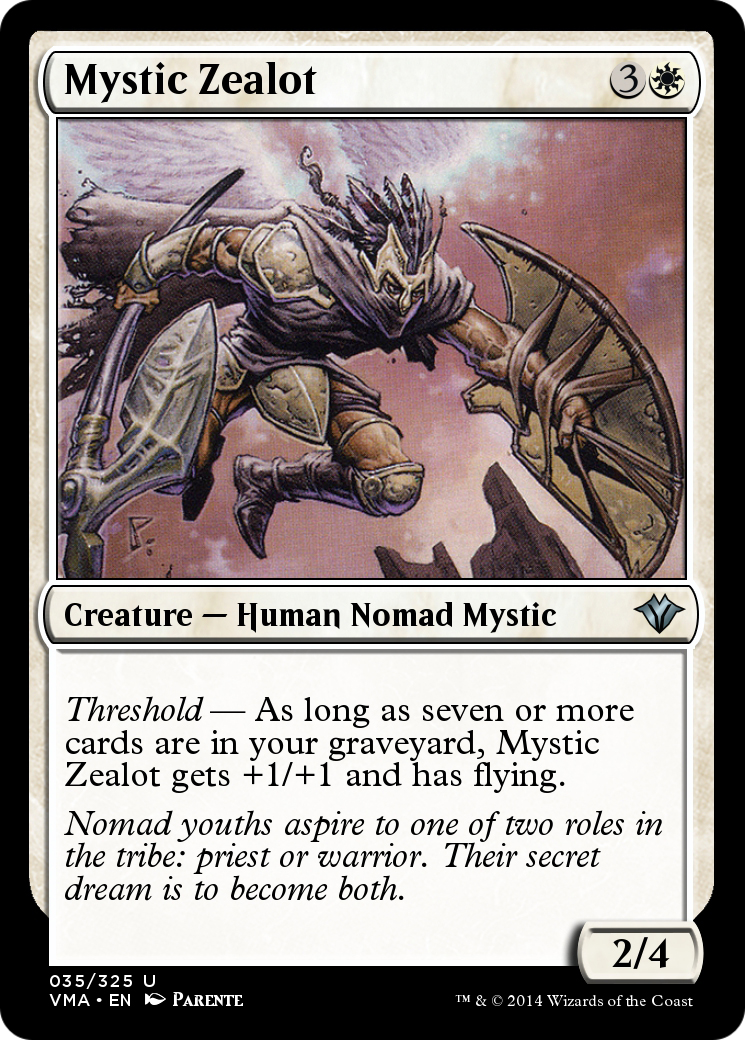 Mystic Zealot 3
Creature — Human Nomad Mystic
Threshold — As long as seven or more
cards are in your graveyard, Mystic
Zealot gets +1/+1 and has flying.
Nomad youths aspire to one of two roles in
the tribe: priest or warrior. Their secret
dream is to become both.
2/4
035/325 U
VMA • EN PARENTE
™ & © 2014 Wizards of the Coast